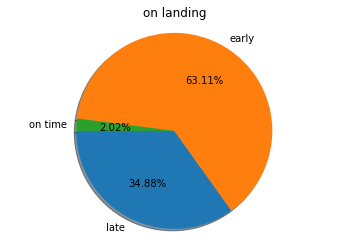 on landing
early
63.11%
on time
2.02%
34.88%
late